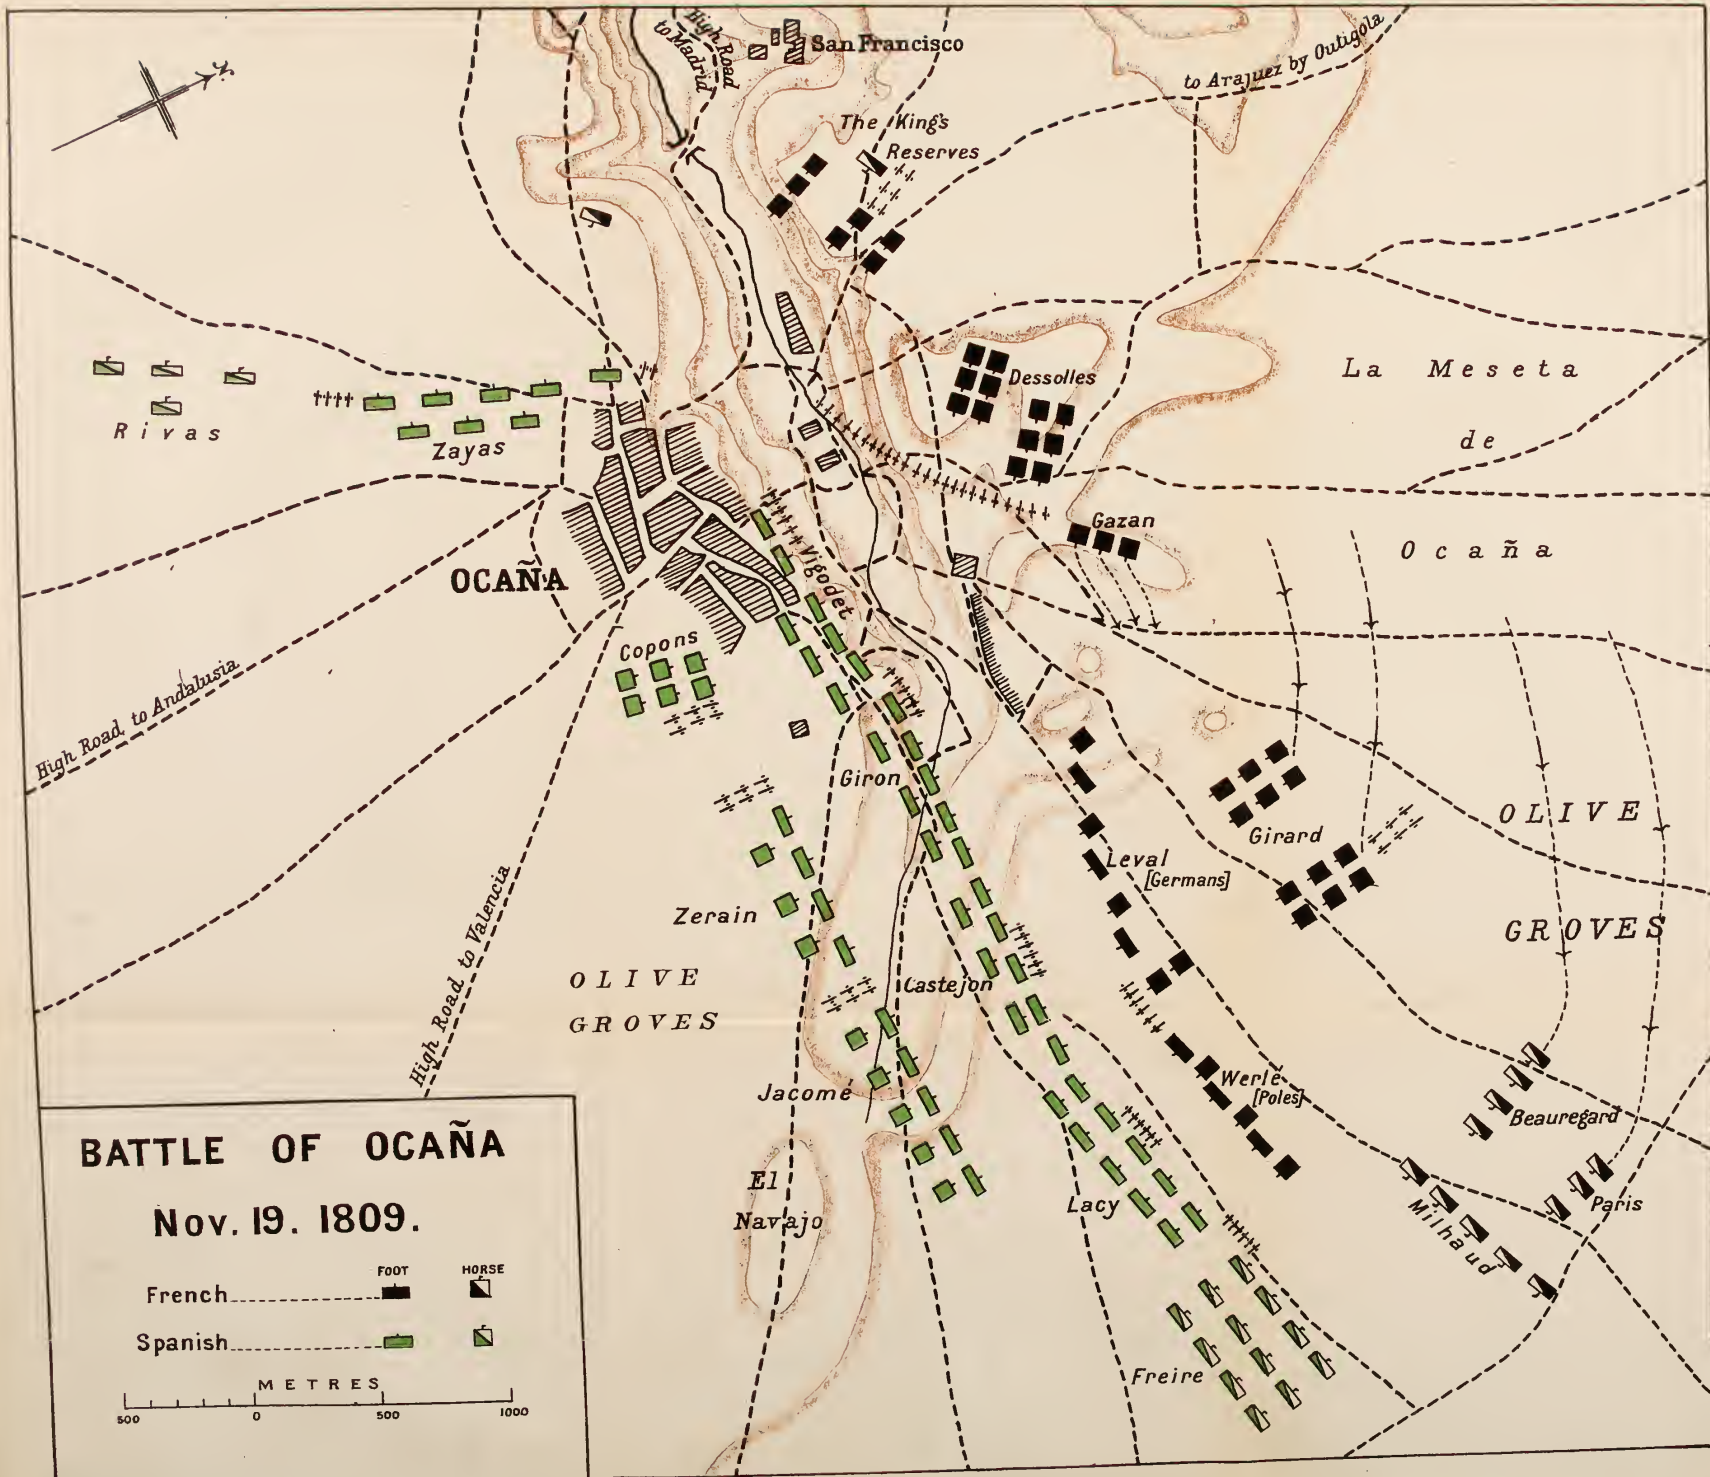 High Road
to Madrid
San Francisco
to Arajuez by Outigola
N
The King's
Reserves
Dessolles
La Meseta
de
Ocaña
Rivas
Zayas
Gazan
Vigodet
OCAÑA
Copons
High Road to Andalusia
Giron
Girard
OLIVE
GROVES
Leval
[Germans]
High Road to Valencia
Zerain
OLIVE
GROVES
Castejon
Jacomé
Werlé
[Poles]
Beauregard
El
Navajo
Lacy
Milhaud
Paris
Freire
BATTLE OF OCAÑA
Nov. 19. 1809.
FOOT HORSE
French
Spanish
METRES
500 0 500 1000